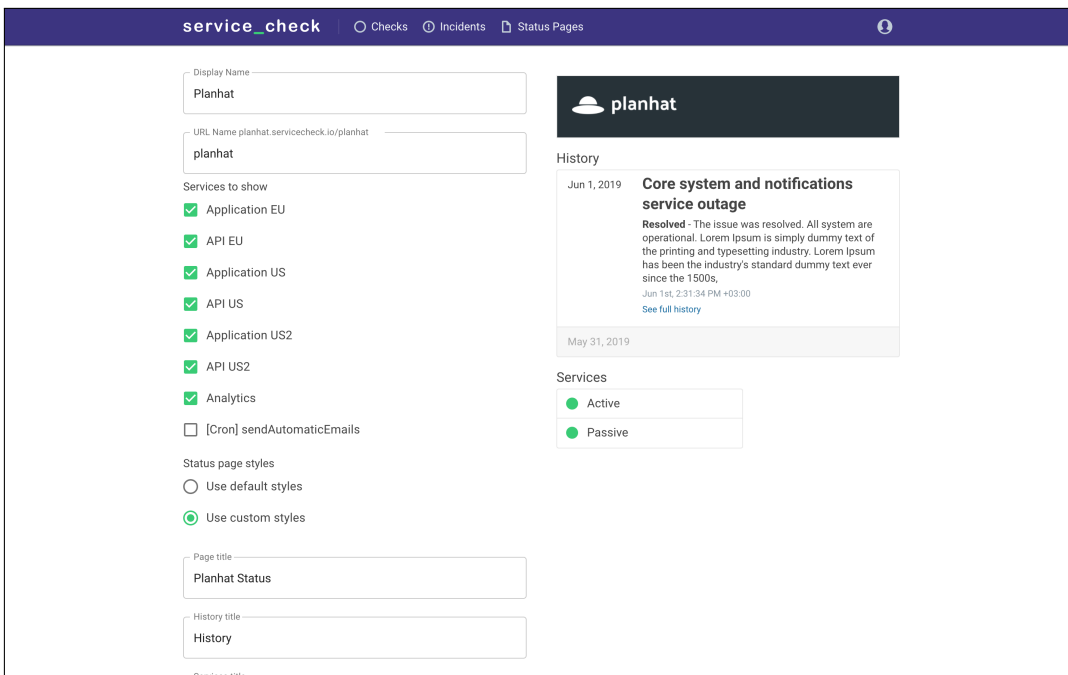 service_check
Checks
Incidents
Status Pages
Display Name
Planhat
URL Name planhat.servicecheck.io/planhat
planhat
Services to show
Application EU
API EU
Application US
API US
Application US2
API US2
Analytics
[Cron] sendAutomaticEmails
Status page styles
Use default styles
Use custom styles
Page title
Planhat Status
History title
History
planhat
History
Jun 1, 2019
Core system and notifications
service outage
Resolved - The issue was resolved. All system are
operational. Lorem Ipsum is simply dummy text of
the printing and typesetting industry. Lorem Ipsum
has been the industry's standard dummy text ever
since the 1500s,
Jun 1st, 2:31:34 PM +03:00
See full history
May 31, 2019
Services
Active
Passive